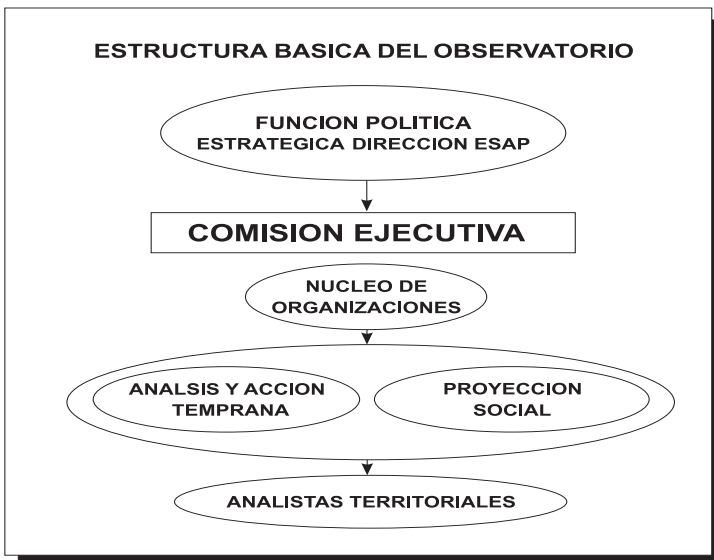 ESTRUCTURA BASICA DEL OBSERVATORIO
FUNCION POLITICA
ESTRATEGICA DIRECCION ESAP
COMISION EJECUTIVA
NUCLEO DE
ORGANIZACIONES
ANALSIS Y ACCION
TEMPRANA
PROYECCION
SOCIAL
ANALISTAS TERRITORIALES